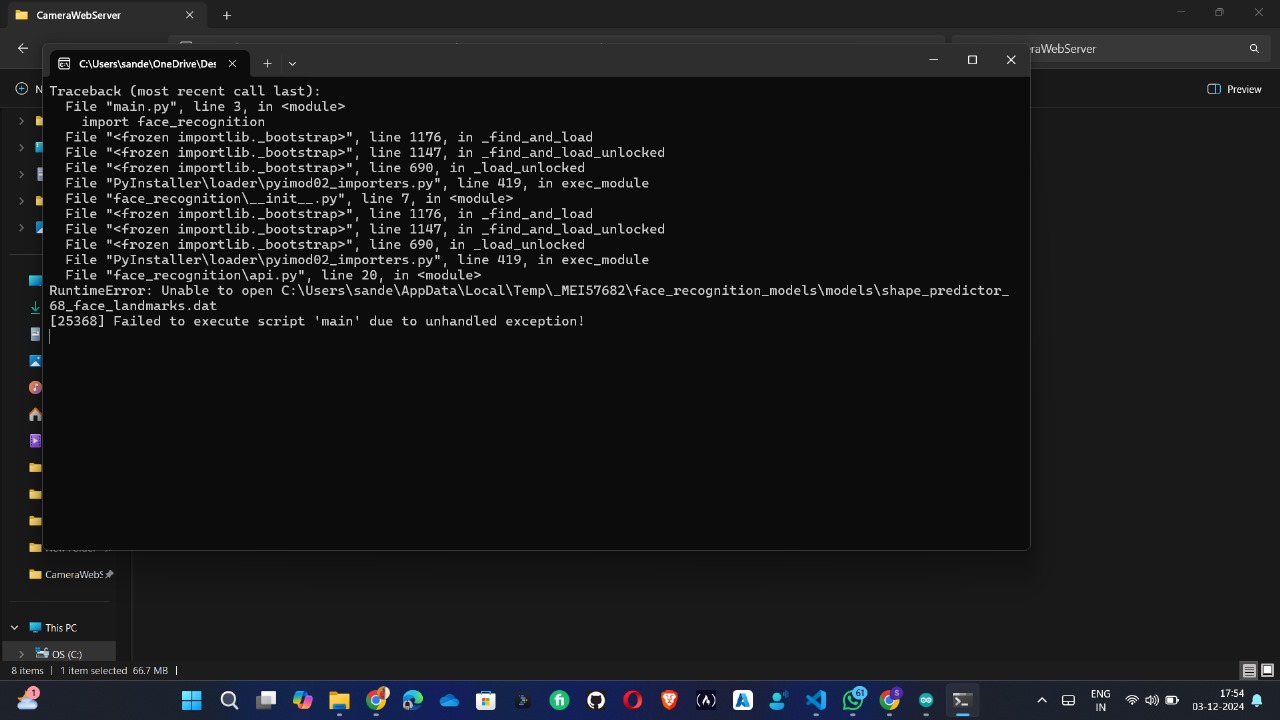 CameraWebServer
eraWebServer
C:\Users\sande\OneDrive\Des
N
Preview
Traceback (most recent call last):
  File "main.py", line 3, in <module>
    import face_recognition
  File "<frozen importlib._bootstrap>", line 1176, in _find_and_load
  File "<frozen importlib._bootstrap>", line 1147, in _find_and_load_unlocked
  File "<frozen importlib._bootstrap>", line 690, in _load_unlocked
  File "PyInstaller\loader\pyimod02_importers.py", line 419, in exec_module
  File "face_recognition\__init__.py", line 7, in <module>
  File "<frozen importlib._bootstrap>", line 1176, in _find_and_load
  File "<frozen importlib._bootstrap>", line 1147, in _find_and_load_unlocked
  File "<frozen importlib._bootstrap>", line 690, in _load_unlocked
  File "PyInstaller\loader\pyimod02_importers.py", line 419, in exec_module
  File "face_recognition\api.py", line 20, in <module>
RuntimeError: Unable to open C:\Users\sande\AppData\Local\Temp\_MEI57682\face_recognition_models\models\shape_predictor_
68_face_landmarks.dat
[25368] Failed to execute script 'main' due to unhandled exception!
CameraWebS
This PC
OS (C:)
8 items | 1 item selected 66.7 MB |
1
61
S
ENG
IN
17:54
03-12-2024